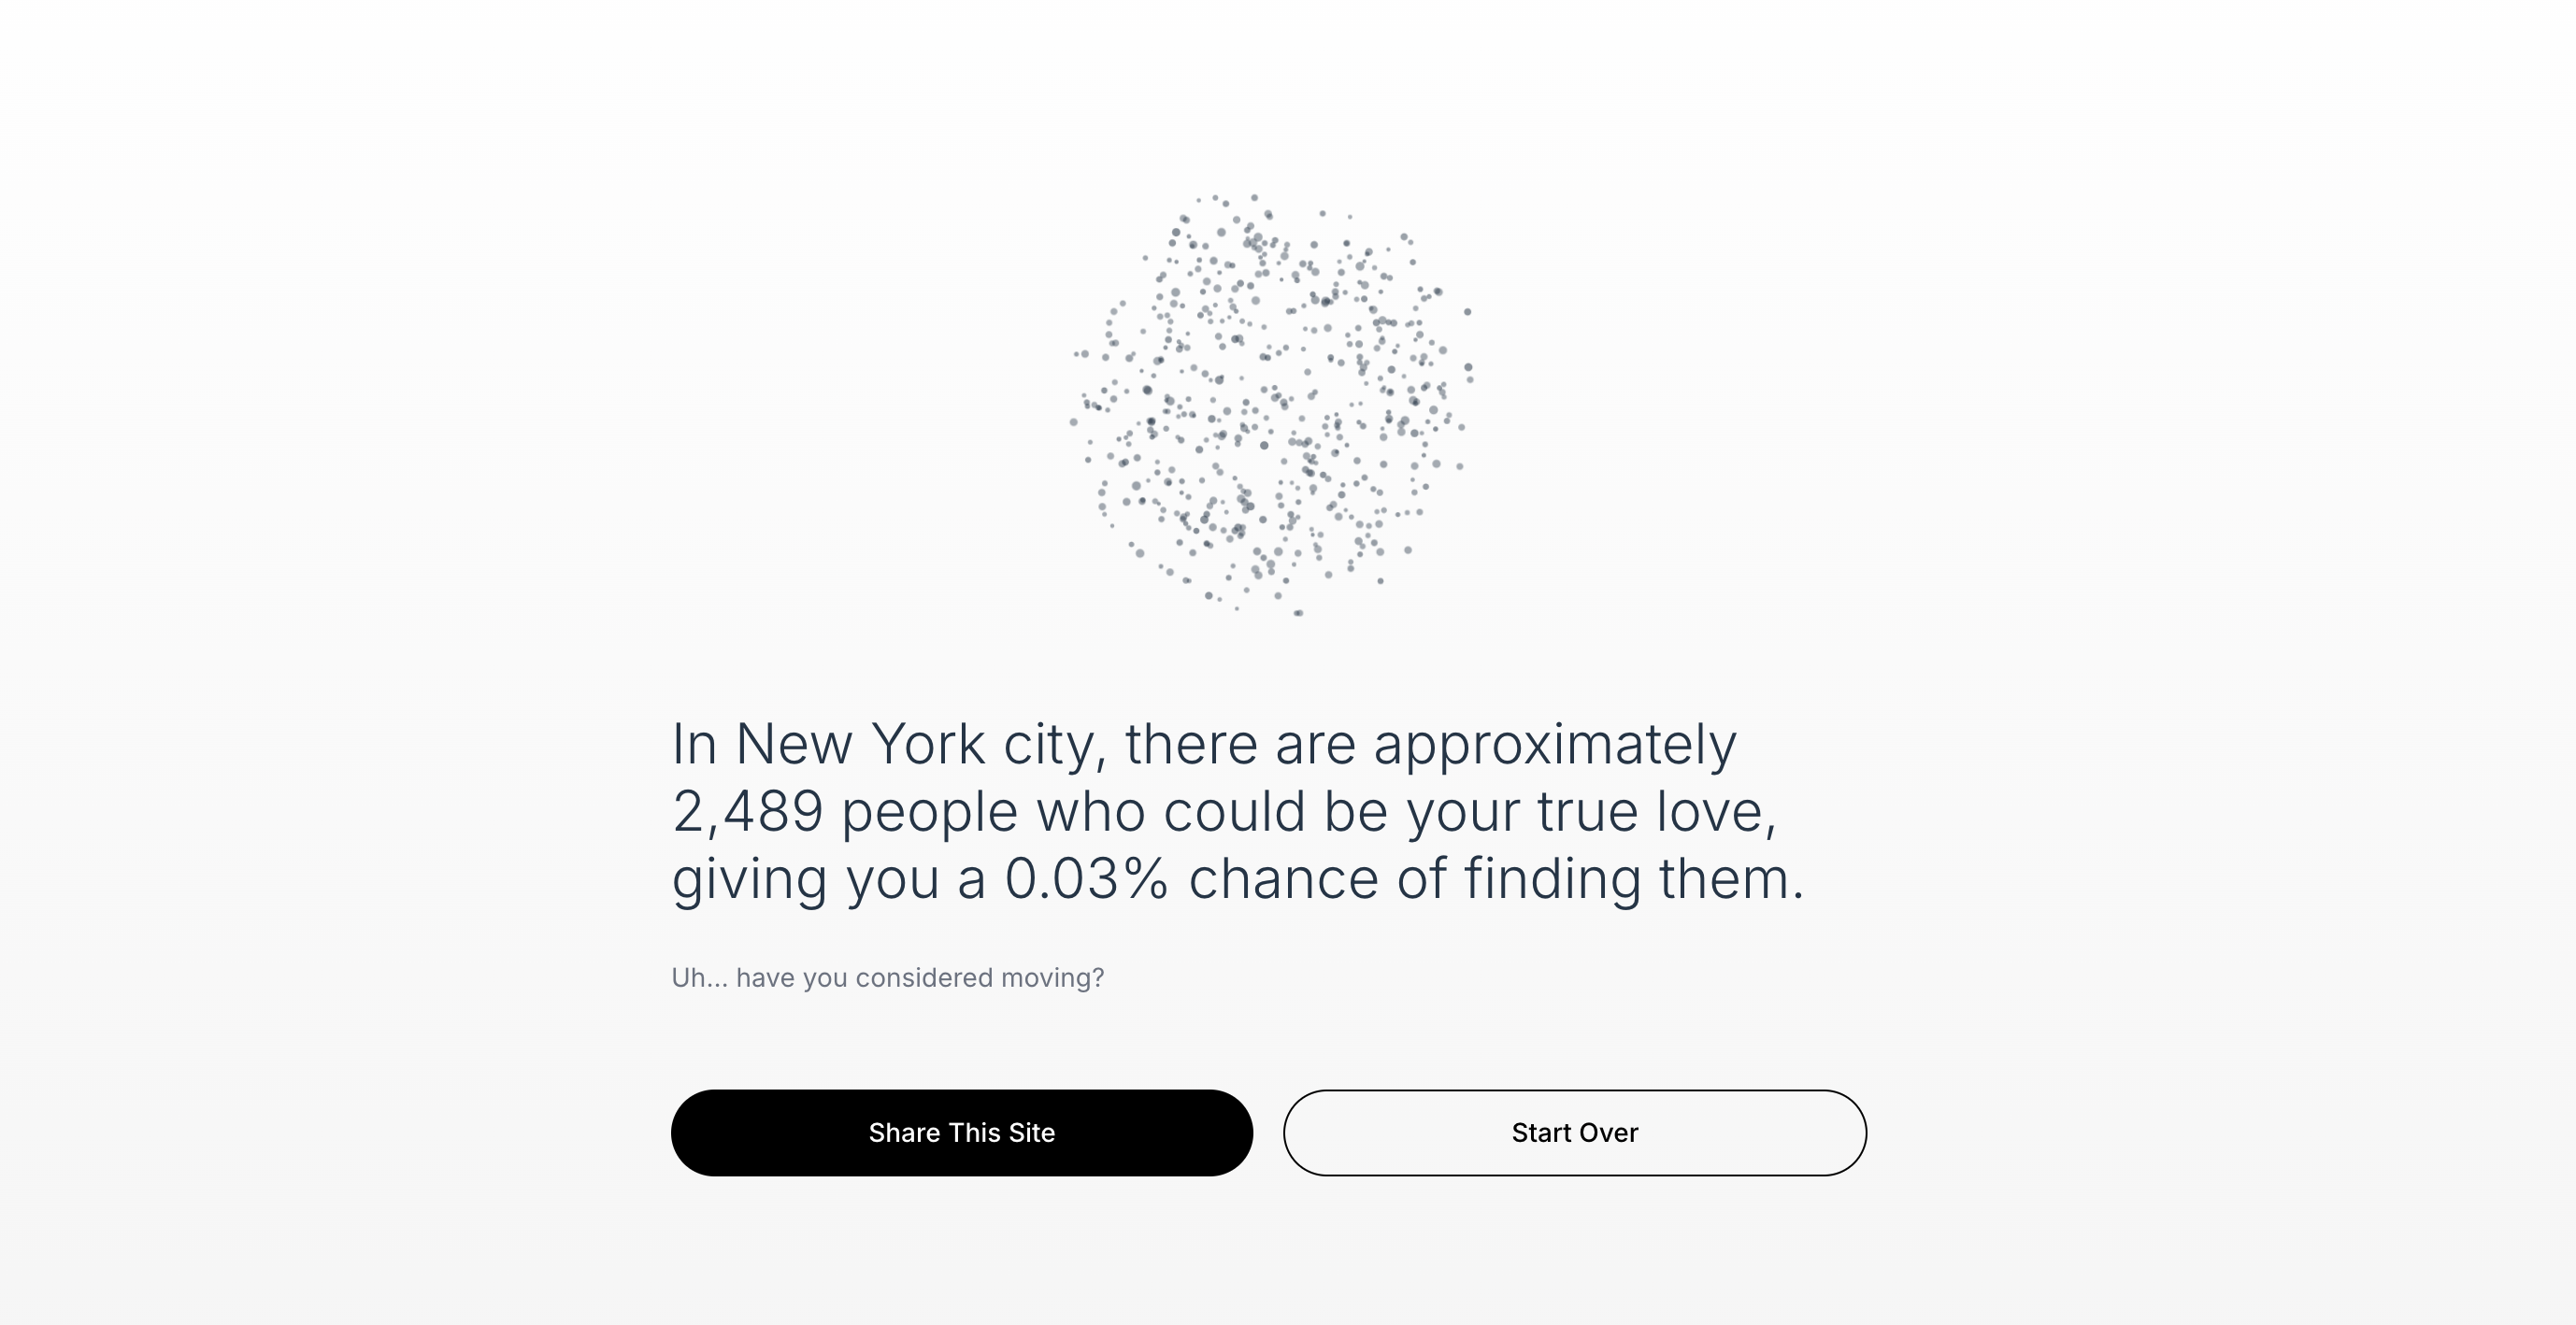 In New York city, there are approximately
2,489 people who could be your true love,
giving you a 0.03% chance of finding them.
Uh... have you considered moving?
Share This Site
Start Over